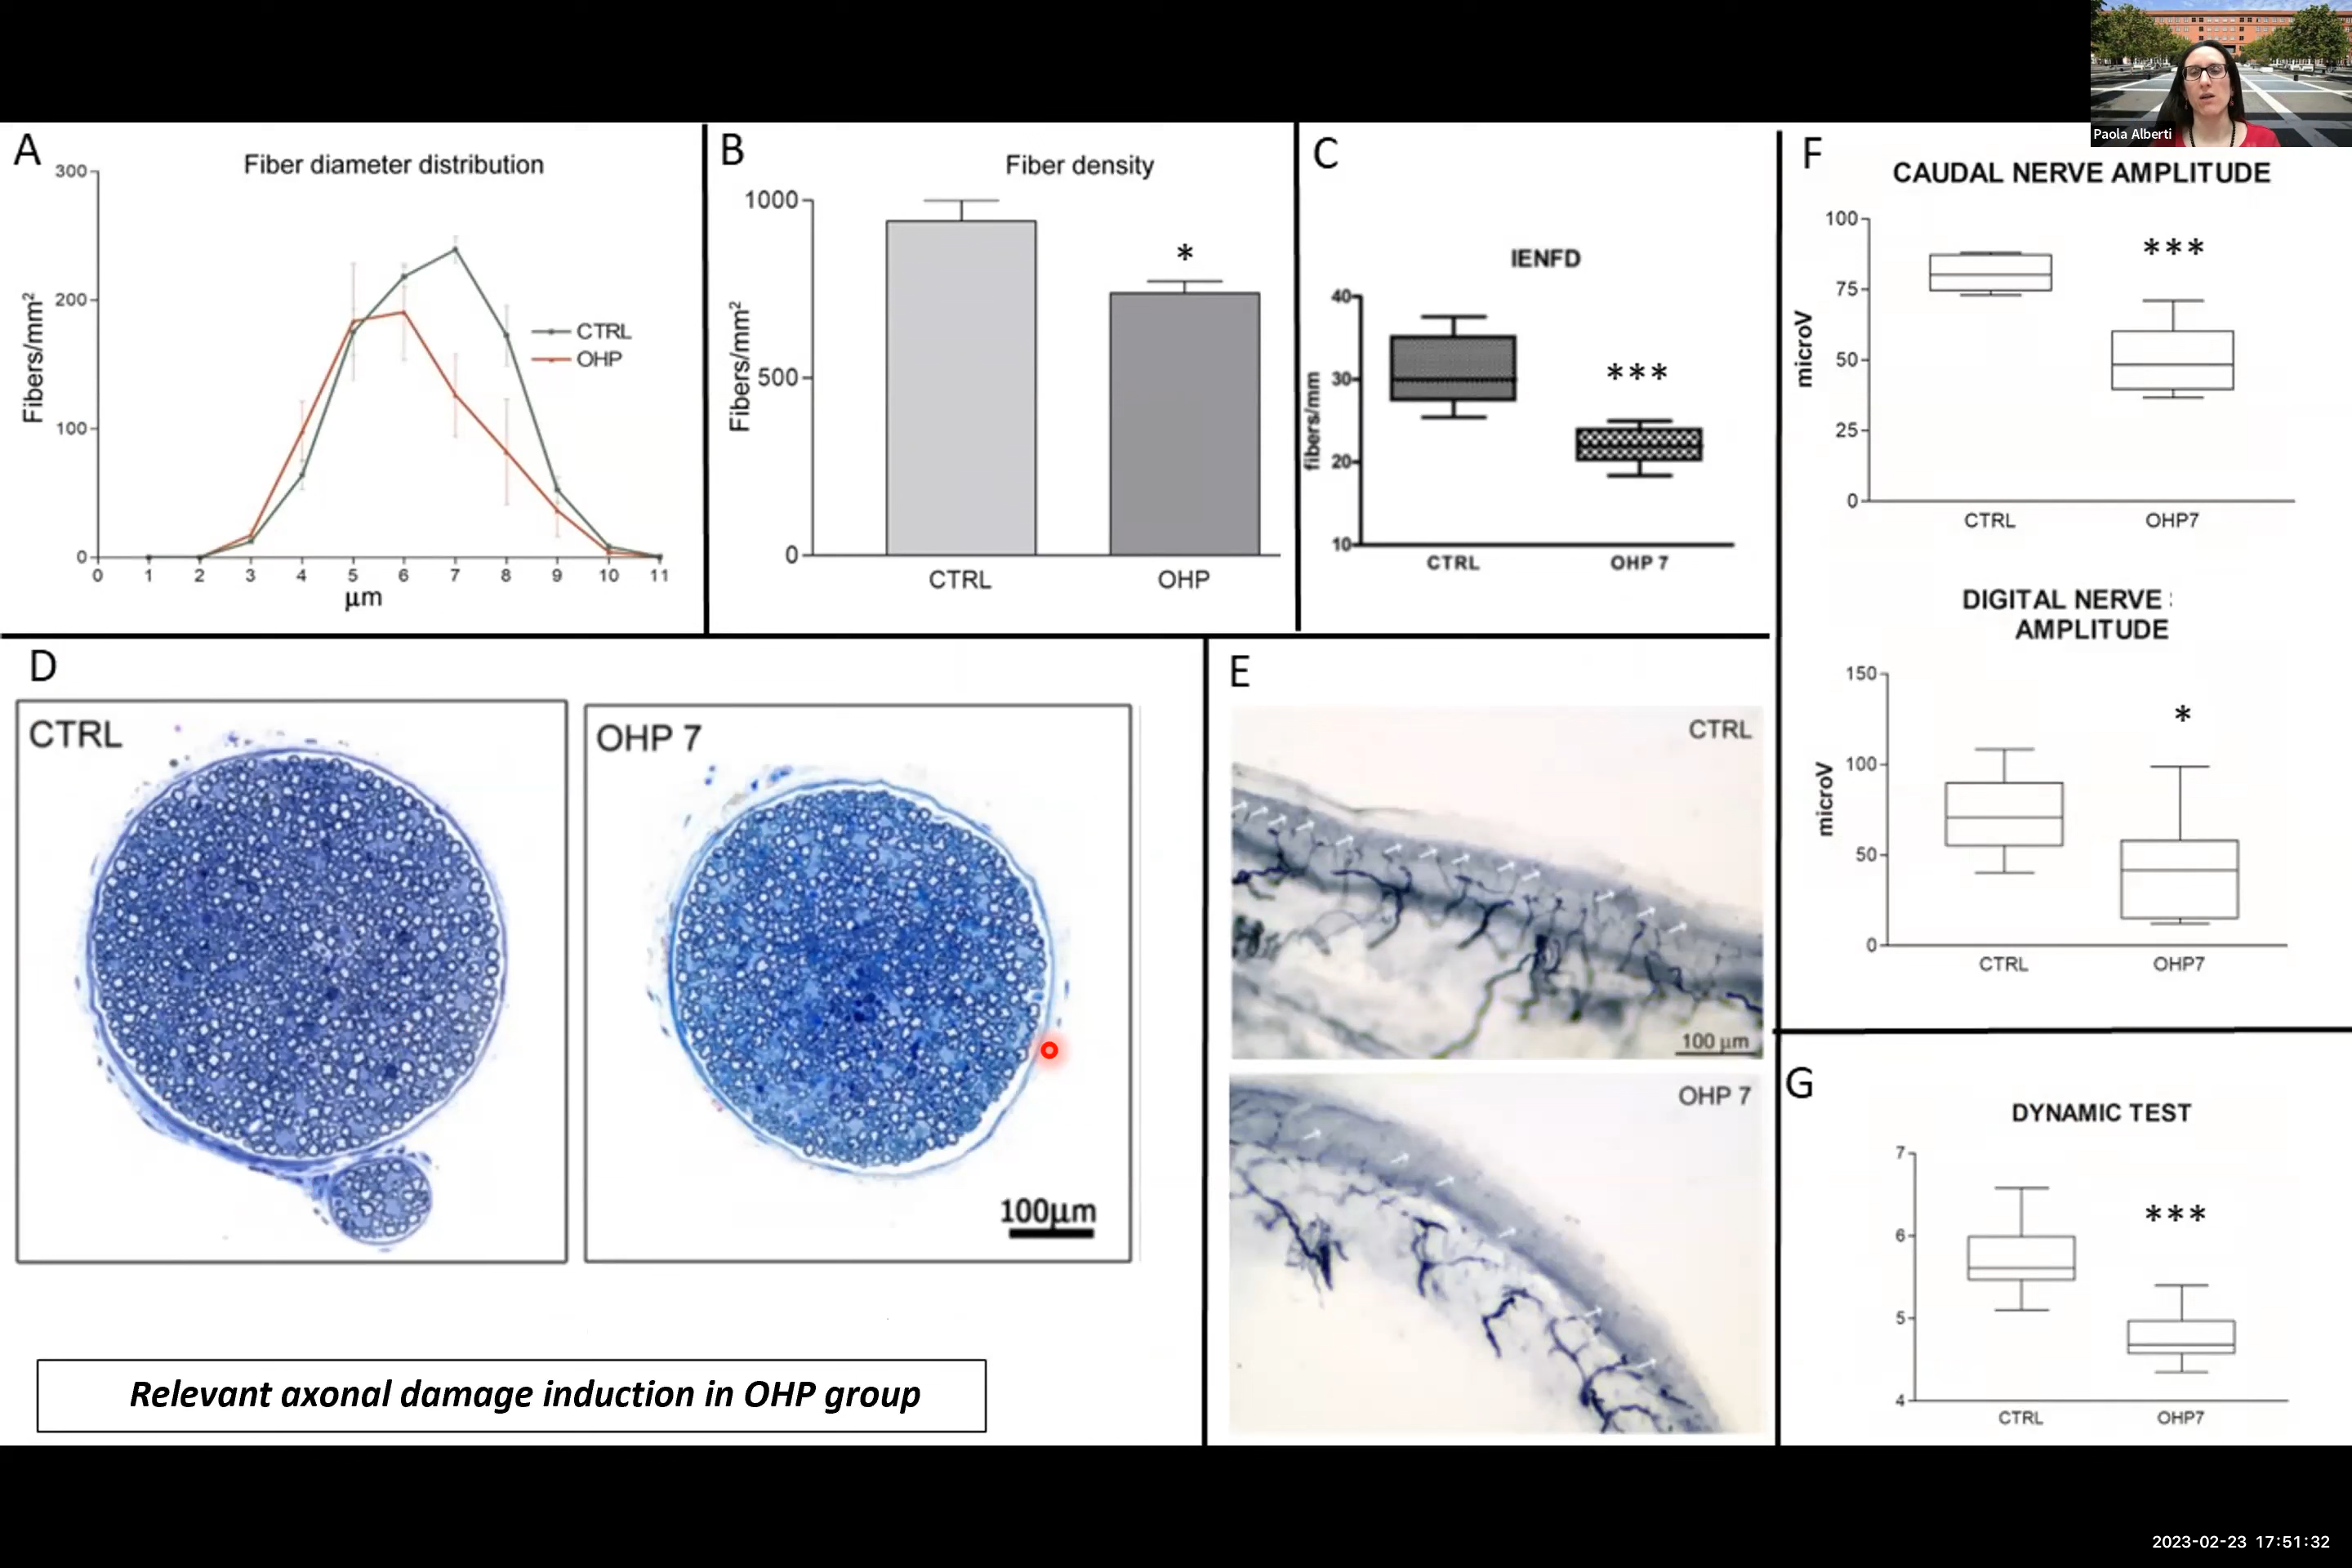 Paola Alberti
A
Fiber diameter distribution
300
200
100
0
Fibers/mm²
CTRL
OHP
0 1 2 3 4 5 6 7 8 9 10 11
µm
B
Fiber density
1000
500
0
Fibers/mm²
*
CTRL OHP
C
IENFD
40
30
20
10
fibers/mm
***
CTRL OHP 7
F
CAUDAL NERVE AMPLITUDE
100
75
50
25
0
microV
***
CTRL OHP7
DIGITAL NERVE
AMPLITUDE
150
100
50
0
microV
*
CTRL OHP7
D
CTRL
OHP 7
100µm
E
CTRL
100 µm
OHP 7
G
DYNAMIC TEST
7
6
5
4
***
CTRL OHP7
Relevant axonal damage induction in OHP group
2023-02-23 17:51:32